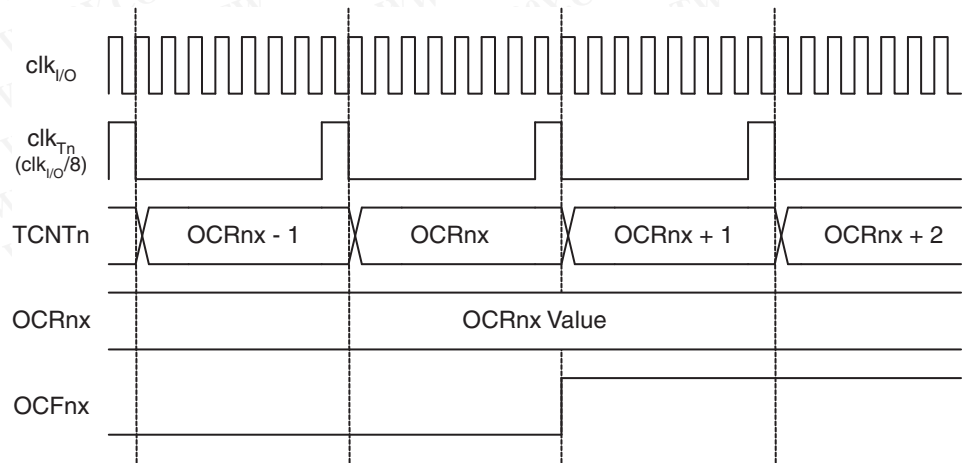 clkI/O
clkTn
(clkI/O/8)
TCNTn OCRnx - 1 OCRnx OCRnx + 1 OCRnx + 2
OCRnx OCRnx Value
OCFnx